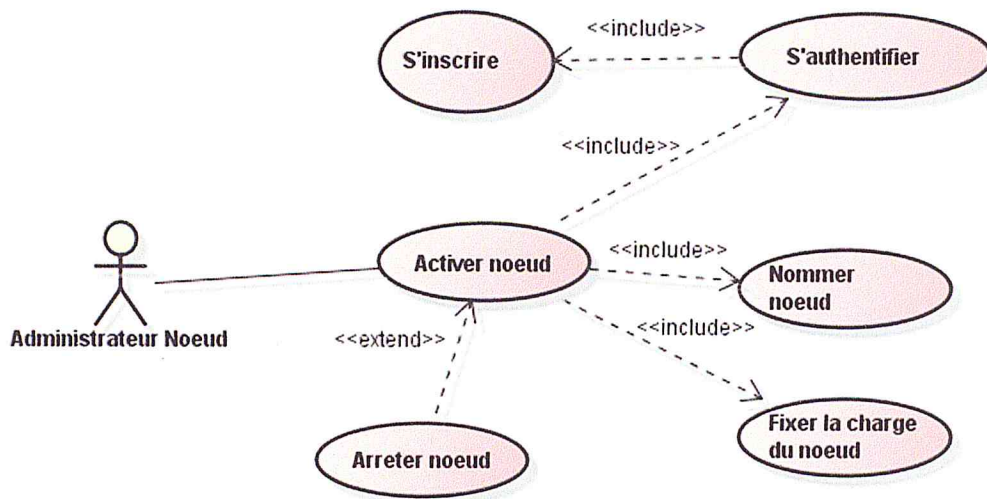 <<include>>
S'inscrire
S'authentifier
<<include>>
Activer noeud
<<include>>
Nommer
noeud
Administrateur Noeud
<<extend>>
<<include>>
Fixer la charge
du noeud
Arreter noeud